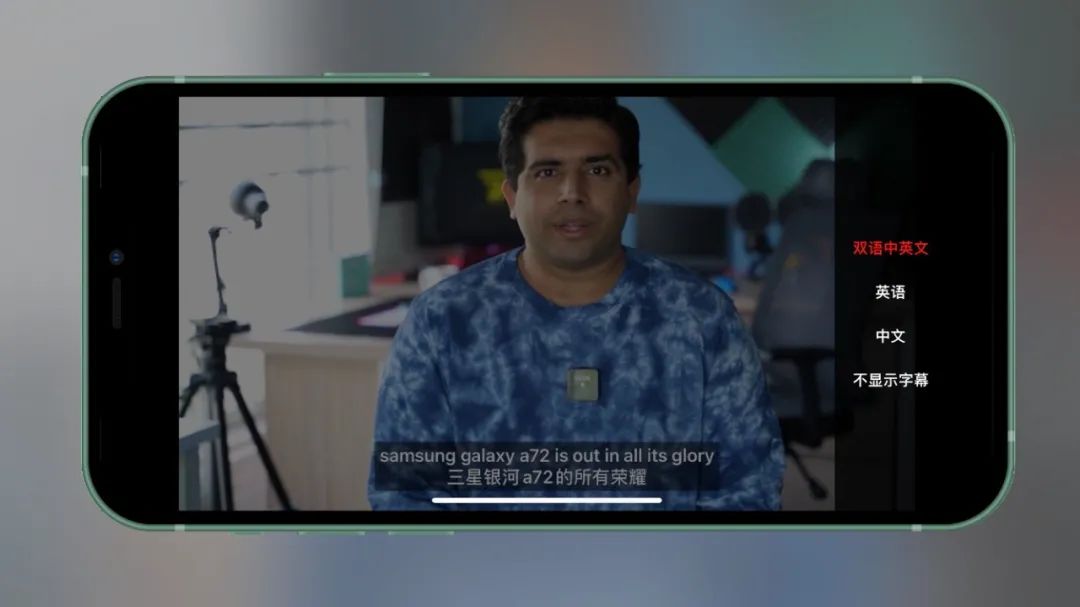 双语中英文
英语
中文
不显示字幕
samsung galaxy a72 is out in all its glory
三星银河a72的所有荣耀